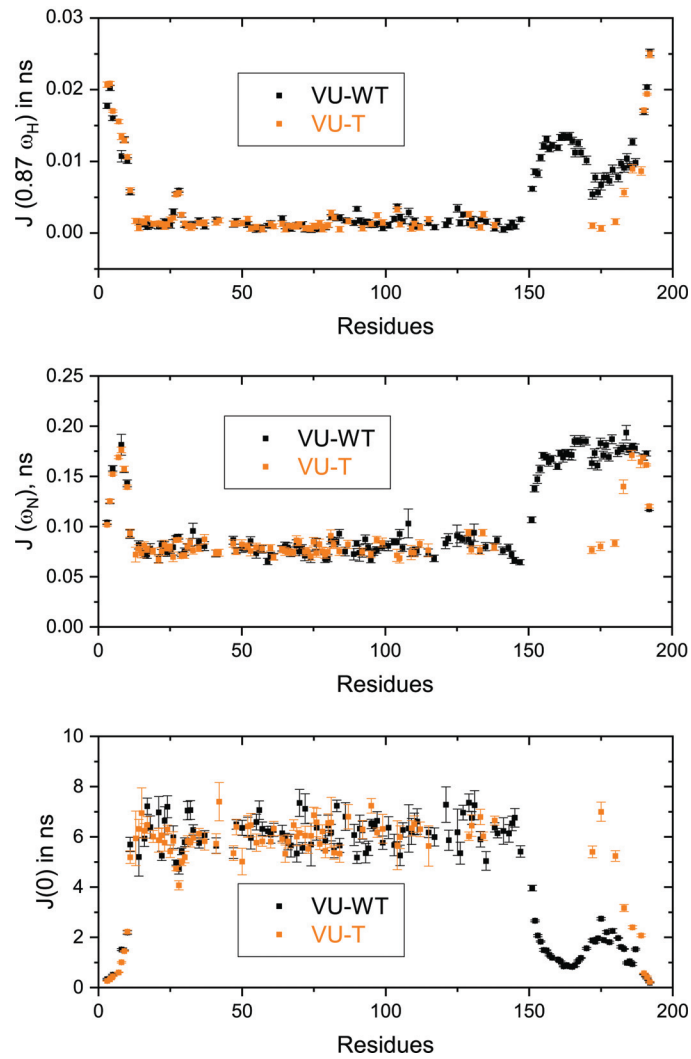 0.03
0.02
0.01
0.00
J (0.87 ωH) in ns
VU-WT
VU-T
0
50
100
150
200
Residues
0.25
0.20
0.15
0.10
0.05
0.00
J (ωN), ns
VU-WT
VU-T
0
50
100
150
200
Residues
10
8
6
4
2
0
J(0) in ns
VU-WT
VU-T
0
50
100
150
200
Residues